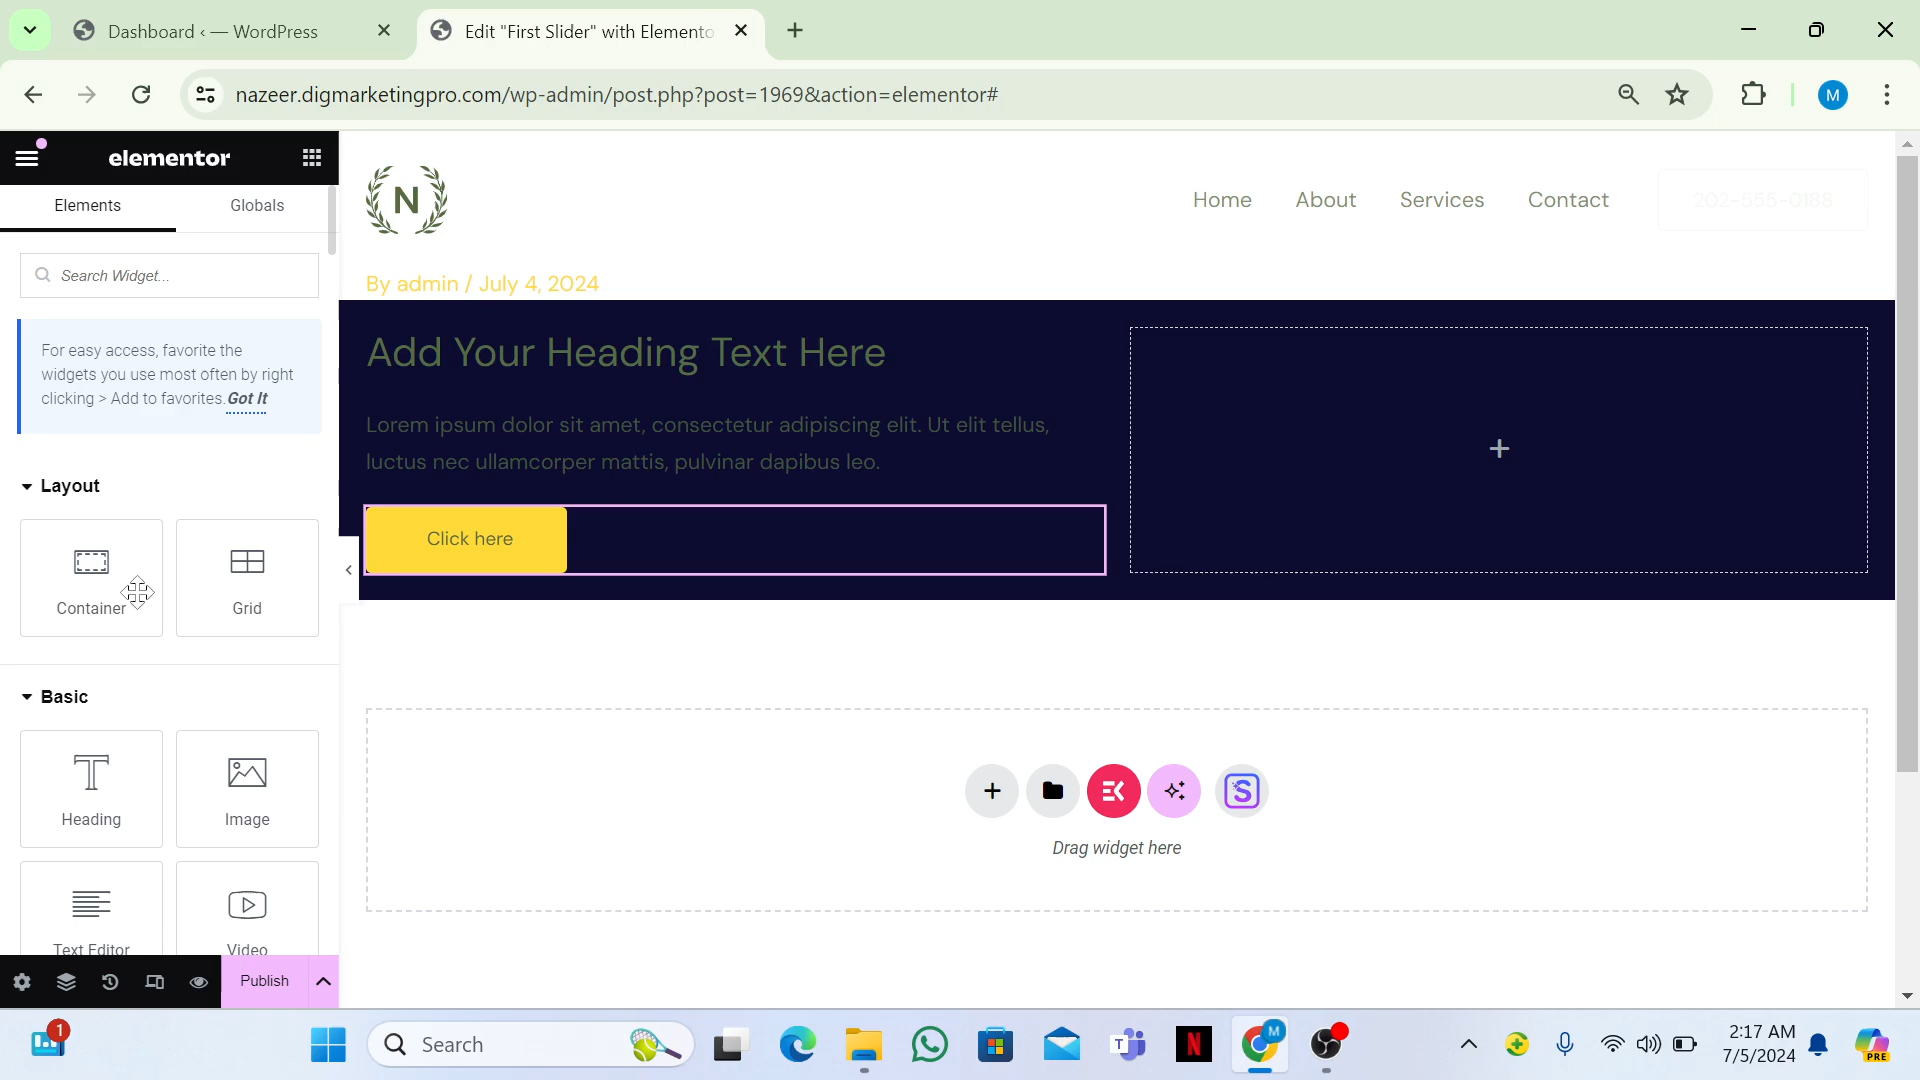 Dashboard ‹ — WordPress
Edit "First Slider" with Elemento
nazeer.digmarketingpro.com/wp-admin/post.php?post=1969&action=elementor#
M
elementor
Elements
Globals
Search Widget...
For easy access, favorite the
widgets you use most often by right
clicking > Add to favorites. Got It
Layout
Container
Grid
Basic
Heading
Image
Text Editor
Video
Publish
N
Home
About
Services
Contact
202-555-0188
By admin / July 4, 2024
Add Your Heading Text Here
Lorem ipsum dolor sit amet, consectetur adipiscing elit. Ut elit tellus,
luctus nec ullamcorper mattis, pulvinar dapibus leo.
Click here
S
Drag widget here
1
Search
T
N
M
2:17 AM
7/5/2024
PRE